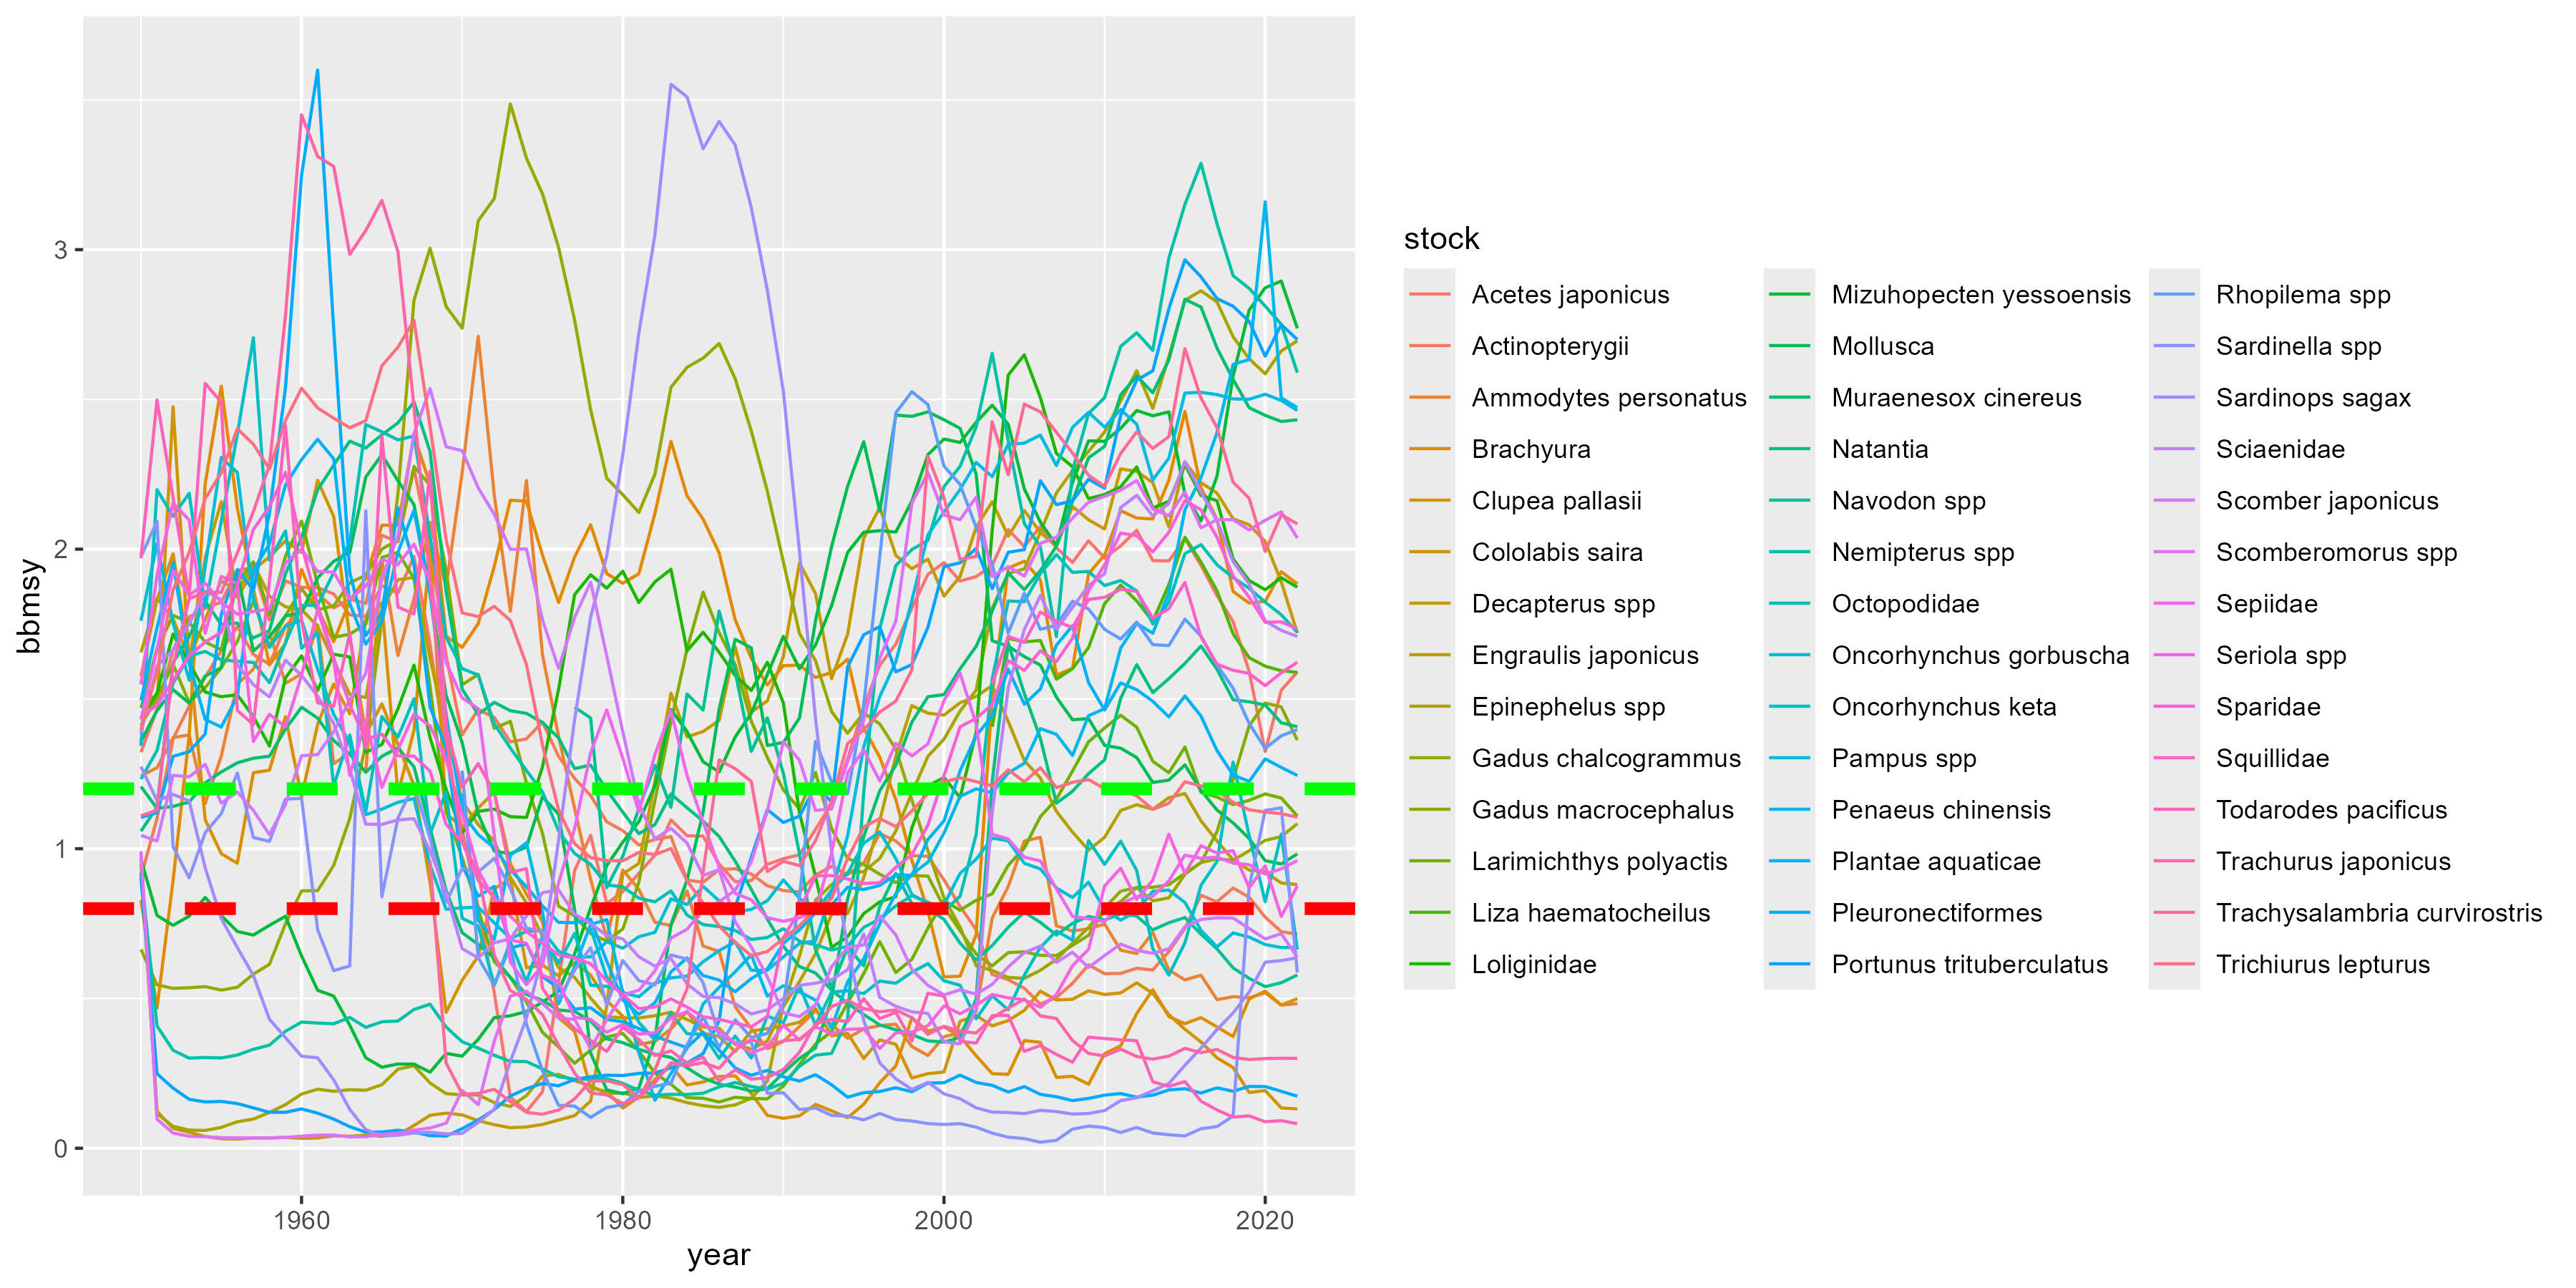 bbmsy
3
2
1
0
1960
1980
2000
2020
year
stock
Acetes japonicus
Actinopterygii
Ammodytes personatus
Brachyura
Clupea pallasii
Cololabis saira
Decapterus spp
Engraulis japonicus
Epinephelus spp
Gadus chalcogrammus
Gadus macrocephalus
Larimichthys polyactis
Liza haematocheilus
Loliginidae
Mizuhopecten yessoensis
Mollusca
Muraenesox cinereus
Natantia
Navodon spp
Nemipterus spp
Octopodidae
Oncorhynchus gorbuscha
Oncorhynchus keta
Pampus spp
Penaeus chinensis
Plantae aquaticae
Pleuronectiformes
Portunus trituberculatus
Rhopilema spp
Sardinella spp
Sardinops sagax
Sciaenidae
Scomber japonicus
Scomberomorus spp
Sepiidae
Seriola spp
Sparidae
Squillidae
Todarodes pacificus
Trachurus japonicus
Trachysalambria curvirostris
Trichiurus lepturus